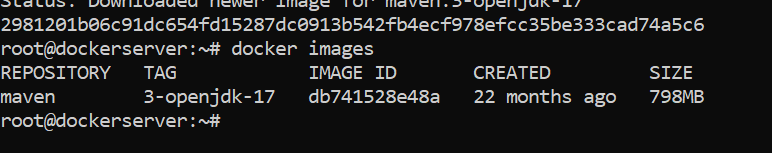 Status: Downloaded newer image for maven:3-openjdk-17
2981201b06c91dc654fd15287dc0913b542fb4ecf978efcc35be333cad74a5c6
root@dockerserver:~# docker images
REPOSITORY   TAG            IMAGE ID       CREATED         SIZE
maven        3-openjdk-17   db741528e48a   22 months ago   798MB
root@dockerserver:~#